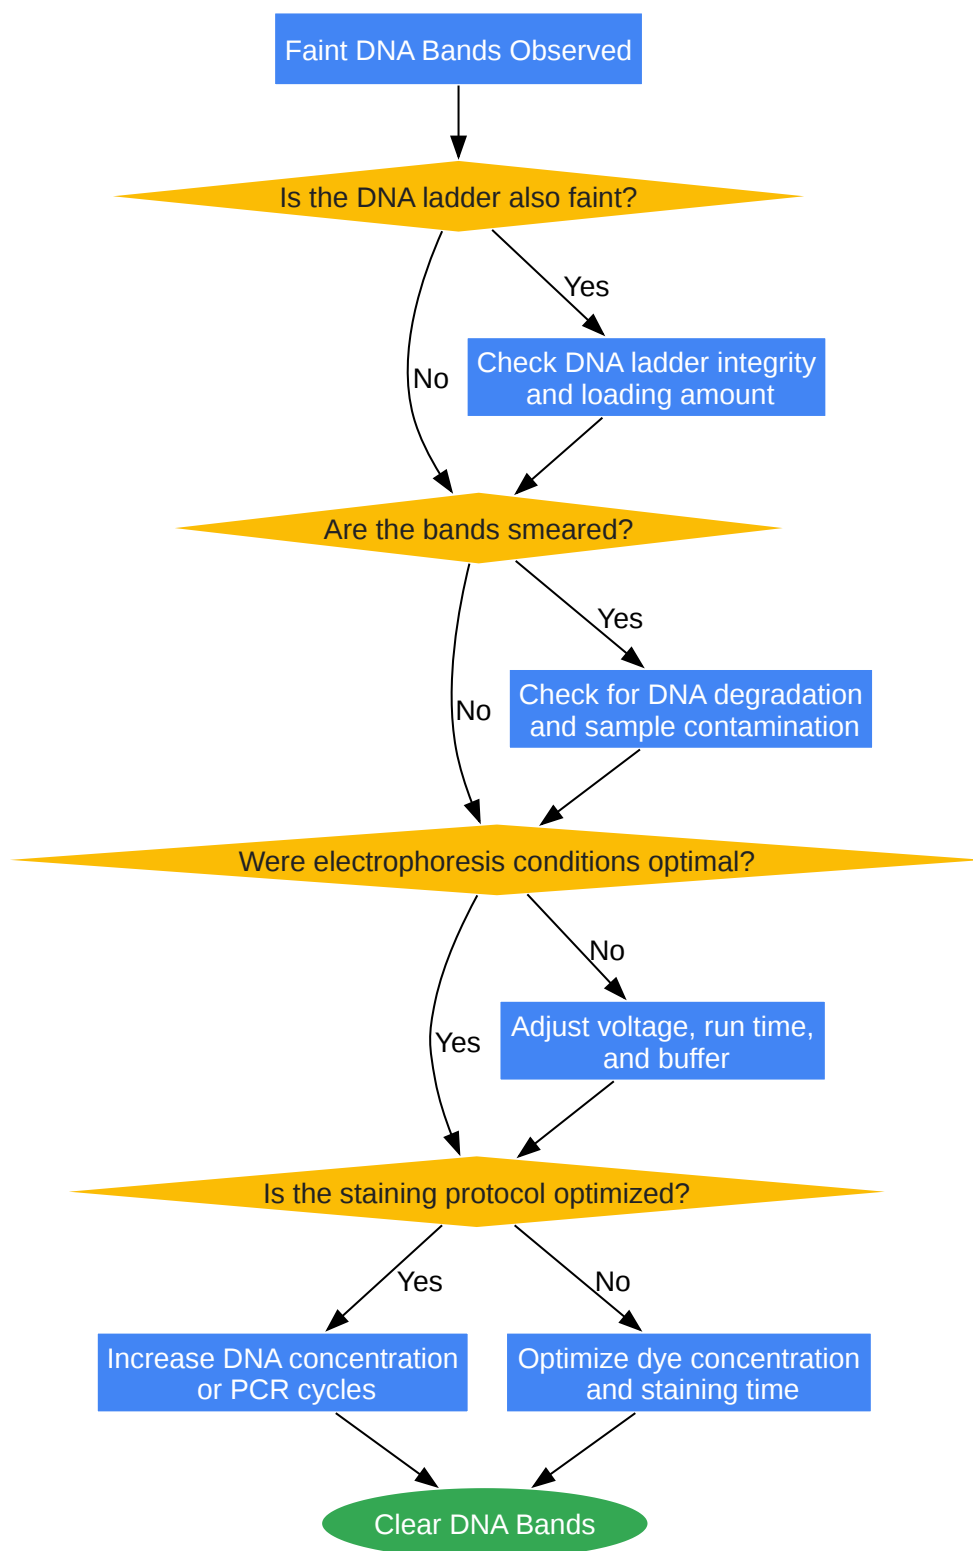 Faint DNA Bands Observed
Is the DNA ladder also faint?
Yes
No
Check DNA ladder integrity
and loading amount
Are the bands smeared?
Yes
No
Check for DNA degradation
and sample contamination
Were electrophoresis conditions optimal?
No
Yes
Adjust voltage, run time,
and buffer
Is the staining protocol optimized?
Yes
No
Increase DNA concentration
or PCR cycles
Optimize dye concentration
and staining time
Clear DNA Bands